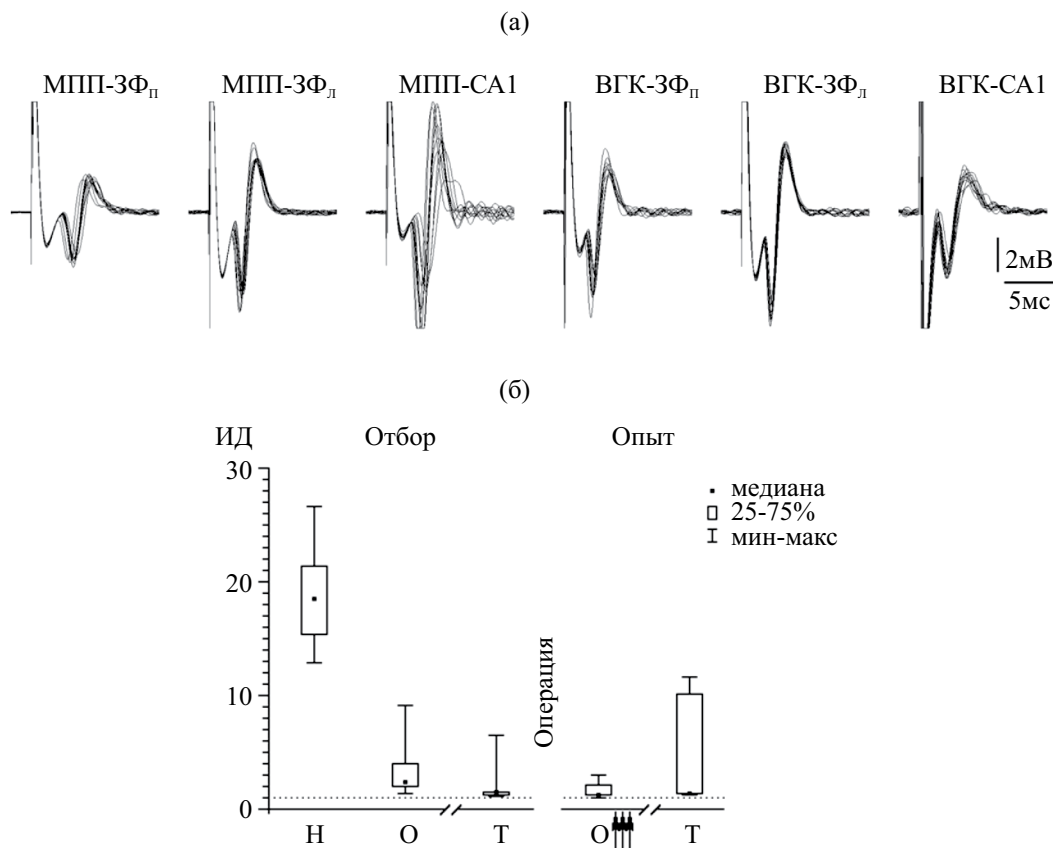 (а)
МПП-ЗФп МПП-ЗФл МПП-СА1 ВГК-ЗФп ВГК-ЗФл ВГК-СА1
2мВ
5мс
(б)
ИД Отбор Опыт
30
20
10
0
медиана
25-75%
мин-макс
Операция
Н О Т О Т